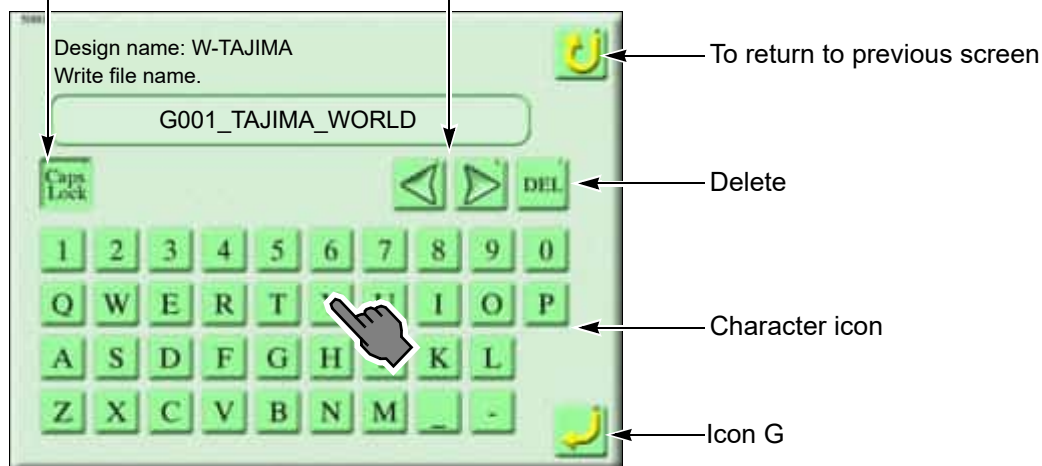 Design name: W-TAJIMA
To return to previous screen
Write file name.
G001_TAJIMA_WORLD
Caps Lock
DEL
Delete
1 2 3 4 5 6 7 8 9 0
Q W E R T I O P
Character icon
A S D F G H K L
Z X C V B N M _ -
Icon G